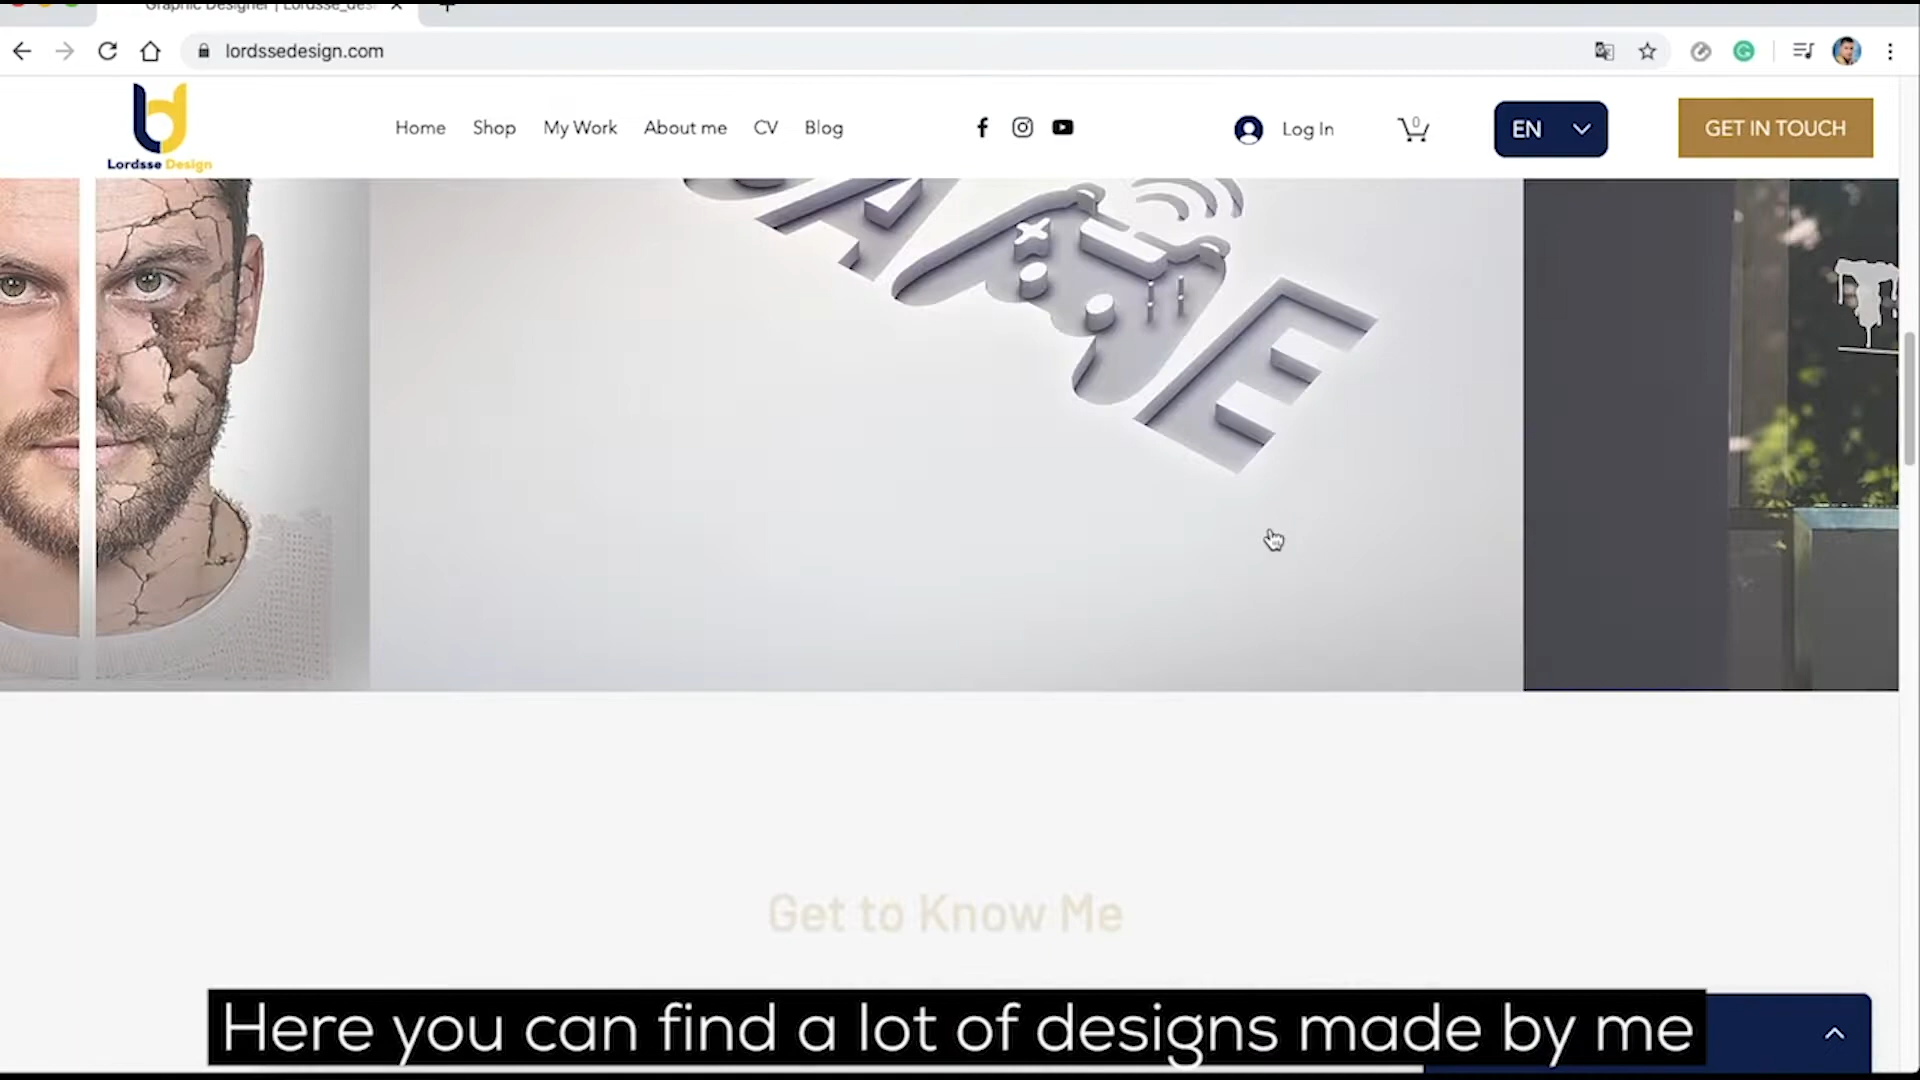 Graphic Designer | Lordsse_des
lordssedesign.com
Lordsse Design
Home
Shop
My Work
About me
CV
Blog
Log In
0
EN
GET IN TOUCH
Get to Know Me
Here you can find a lot of designs made by me